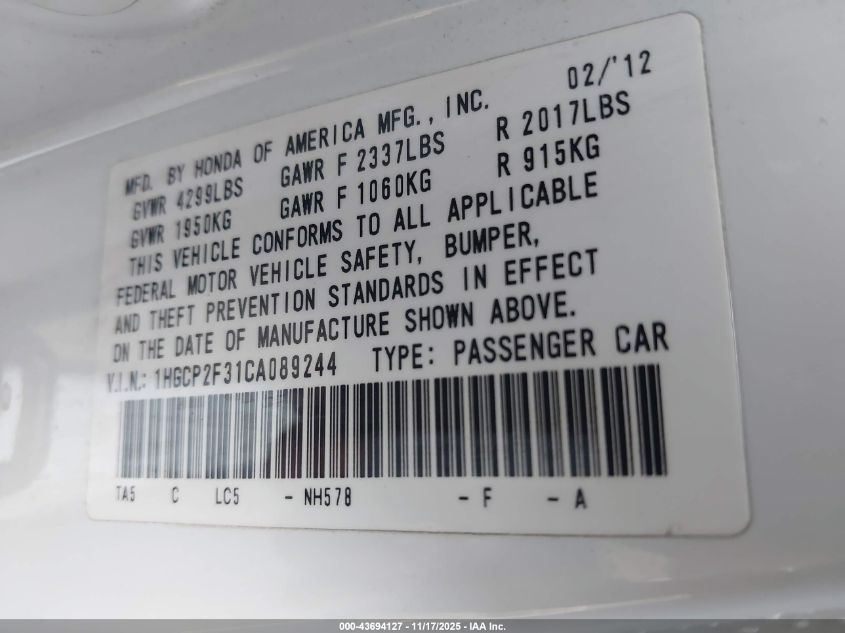 02/'12
MFD. BY HONDA OF AMERICA MFG., INC.
GVWR 4299LBS GAWR F 2337LBS R 2017LBS
GVWR 1950KG GAWR F 1060KG R 915KG
THIS VEHICLE CONFORMS TO ALL APPLICABLE
FEDERAL MOTOR VEHICLE SAFETY, BUMPER,
AND THEFT PREVENTION STANDARDS IN EFFECT
ON THE DATE OF MANUFACTURE SHOWN ABOVE.
V.I.N.: 1HGCP2F31CA089244 TYPE: PASSENGER CAR
TA5 C LC5 - NH578 - F - A
000-43694127 - 11/17/2025 - IAA Inc.